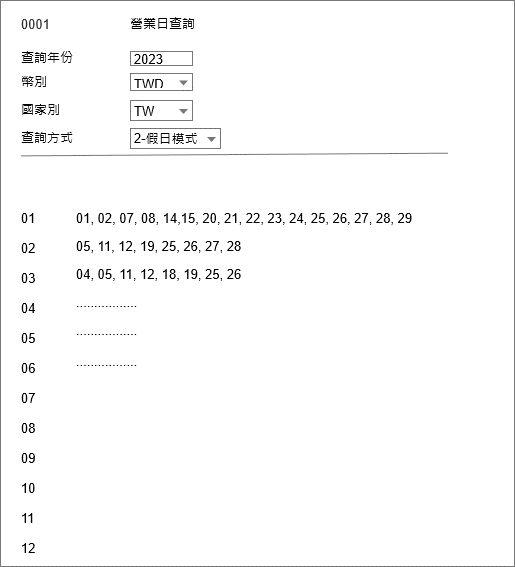 0001 營業日查詢
查詢年份 2023
幣別 TWD
國家別 TW
查詢方式 2-假日模式
01 01, 02, 07, 08, 14,15, 20, 21, 22, 23, 24, 25, 26, 27, 28, 29
02 05, 11, 12, 19, 25, 26, 27, 28
03 04, 05, 11, 12, 18, 19, 25, 26
04 .................
05 .................
06 .................
07
08
09
10
11
12